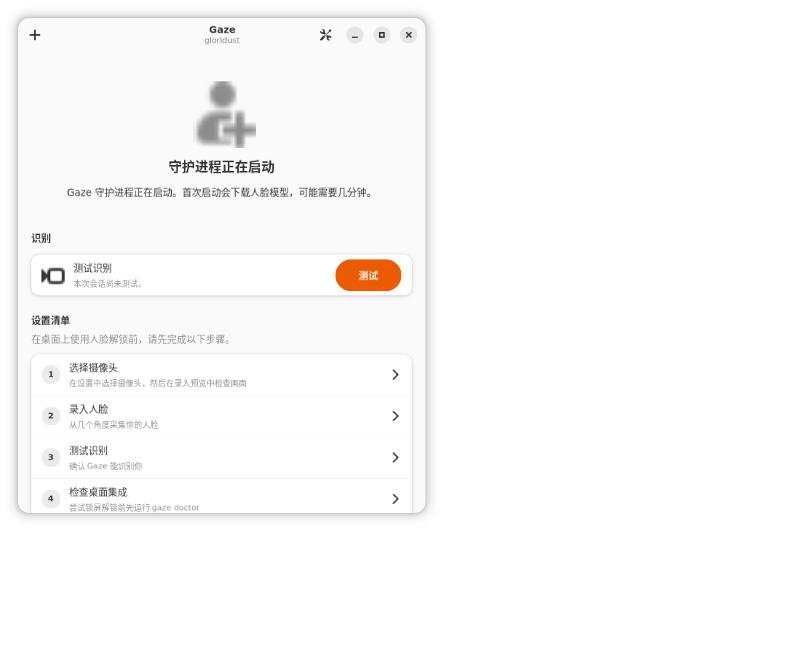 Gaze
gloridust
守护进程正在启动
Gaze 守护进程正在启动。首次启动会下载人脸模型，可能需要几分钟。
识别
测试识别
本次会话尚未测试。
测试
设置清单
在桌面上使用人脸解锁前，请先完成以下步骤。
1
选择摄像头
在设置中选择摄像头，然后在录入预览中检查画面
2
录入人脸
从几个角度采集你的人脸
3
测试识别
确认 Gaze 能识别你
4
检查桌面集成
尝试锁屏解锁前先运行 gaze doctor